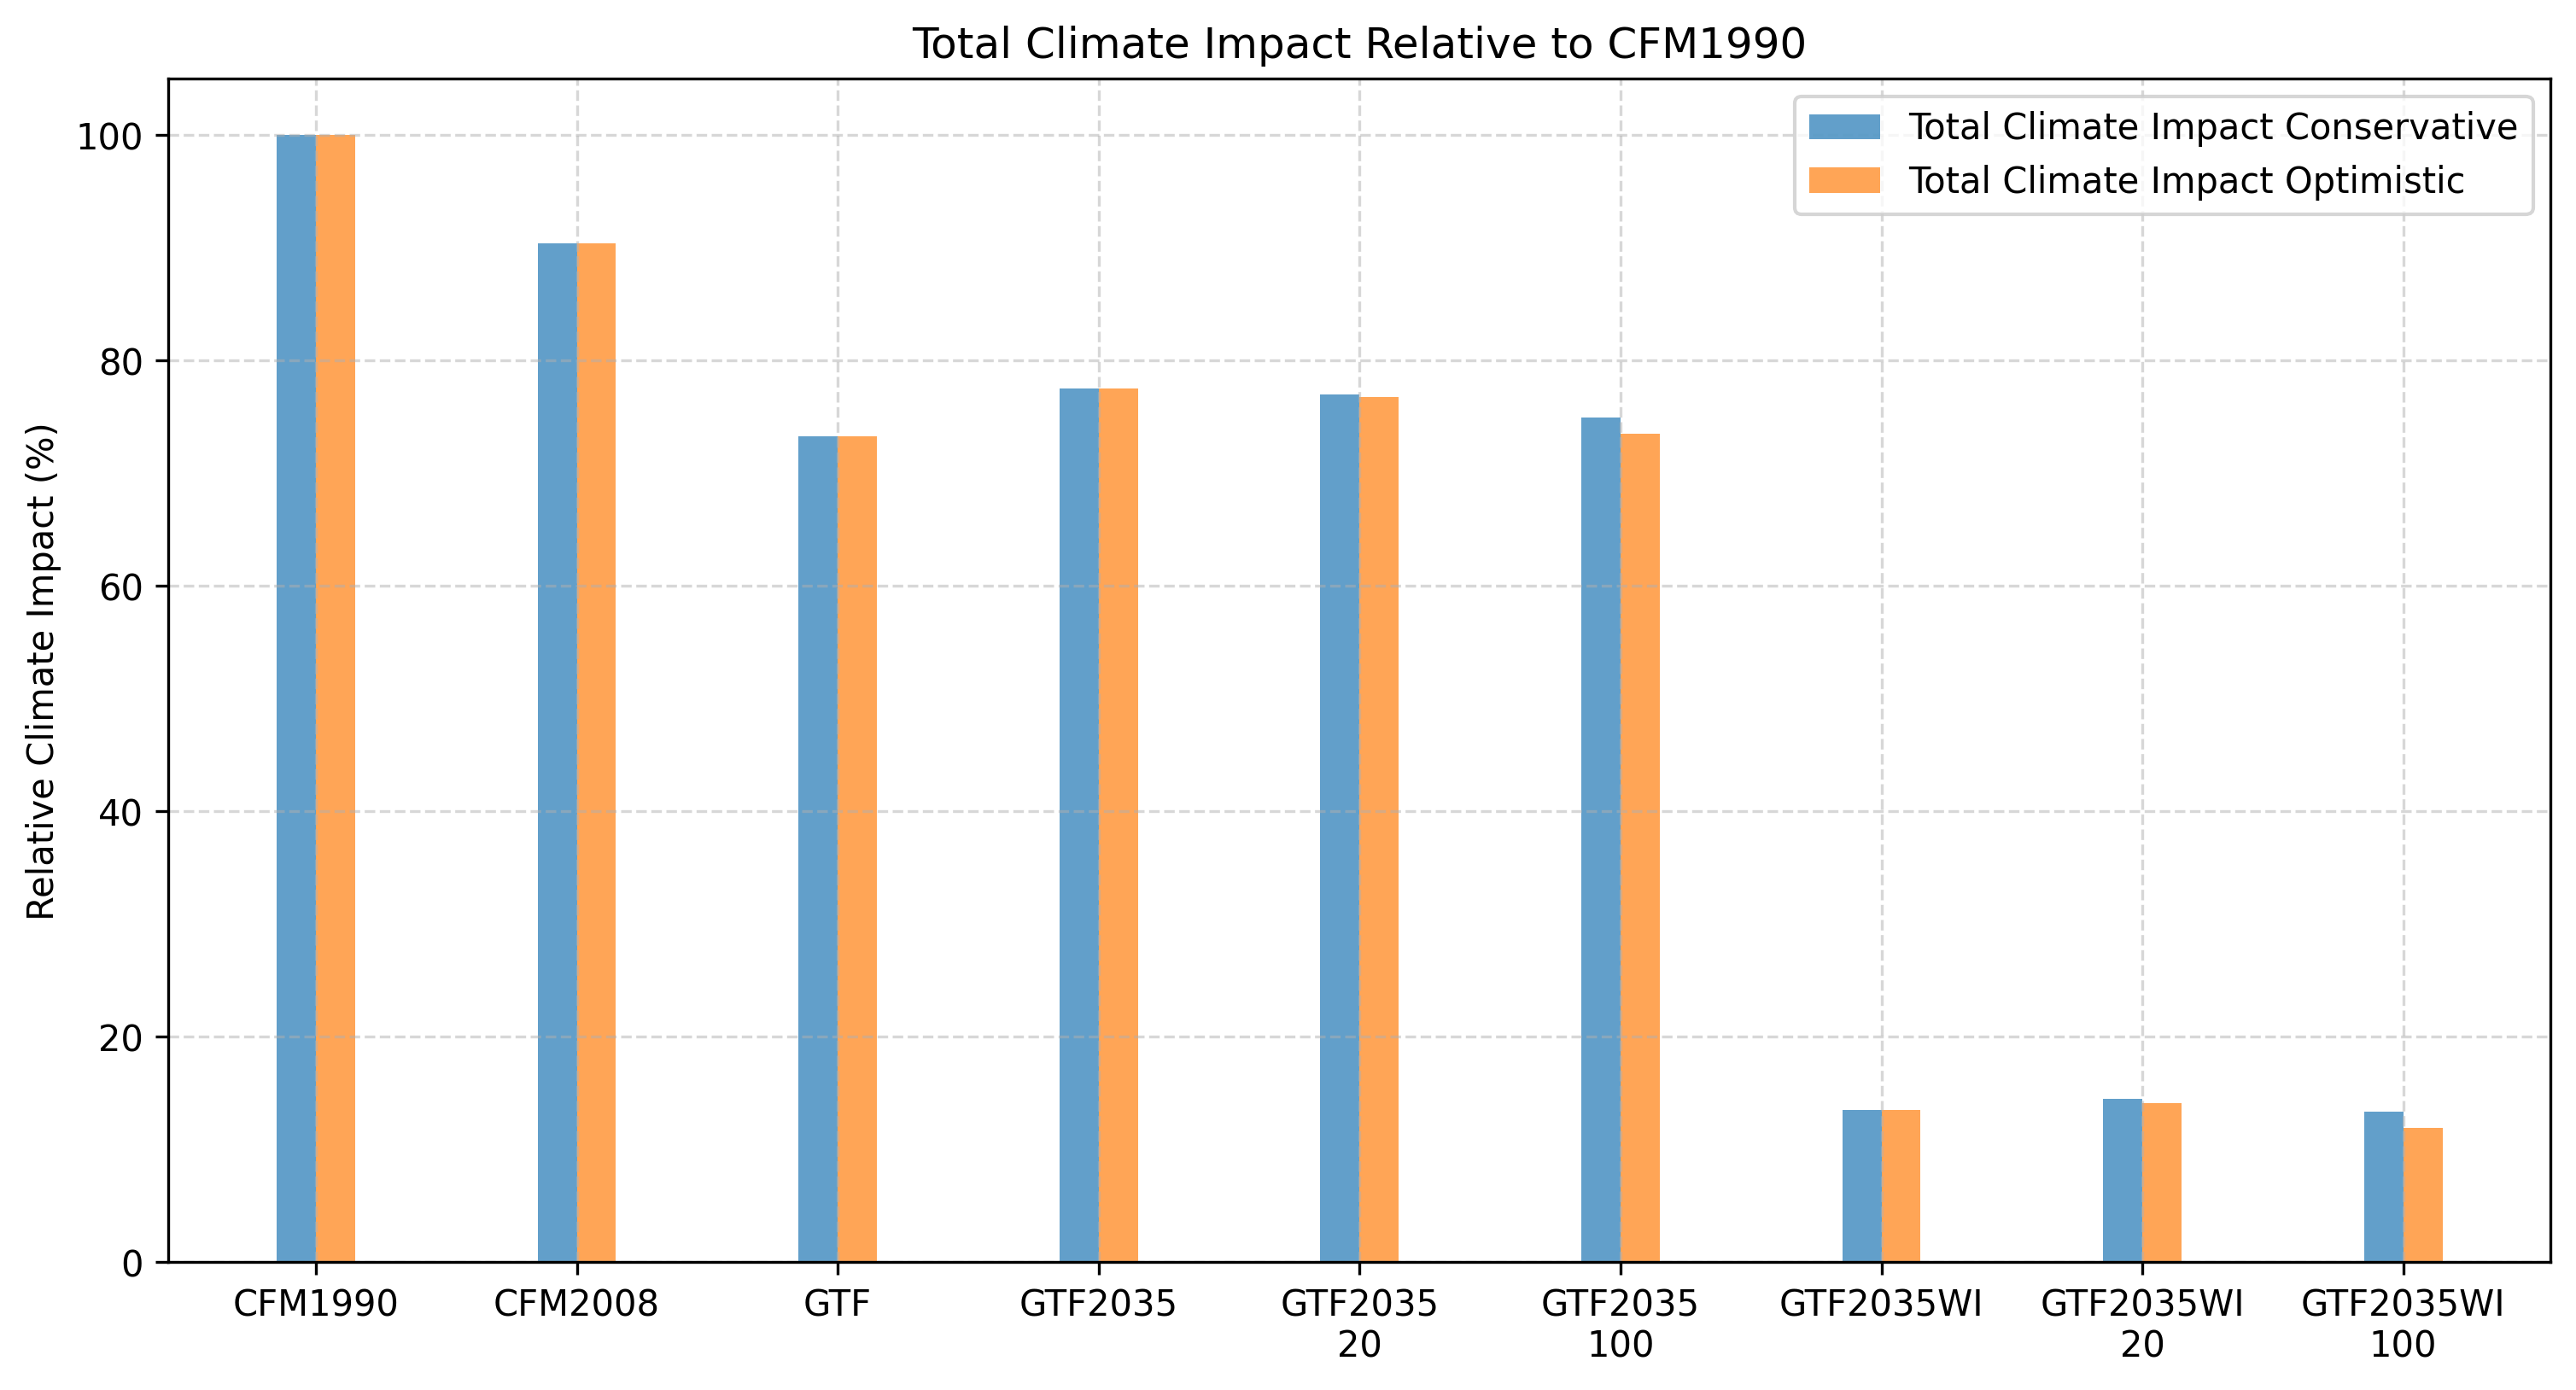 Total Climate Impact Relative to CFM1990
Total Climate Impact Conservative
Total Climate Impact Optimistic
Relative Climate Impact (%)
100
80
60
40
20
0
CFM1990
CFM2008
GTF
GTF2035
GTF2035
20
GTF2035
100
GTF2035WI
GTF2035WI
20
GTF2035WI
100